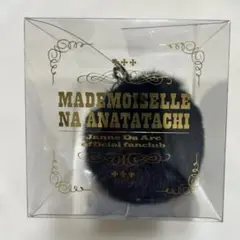 MADEMOISELLE
NA ANATATACHI
Janne Da Arc
official fanclub